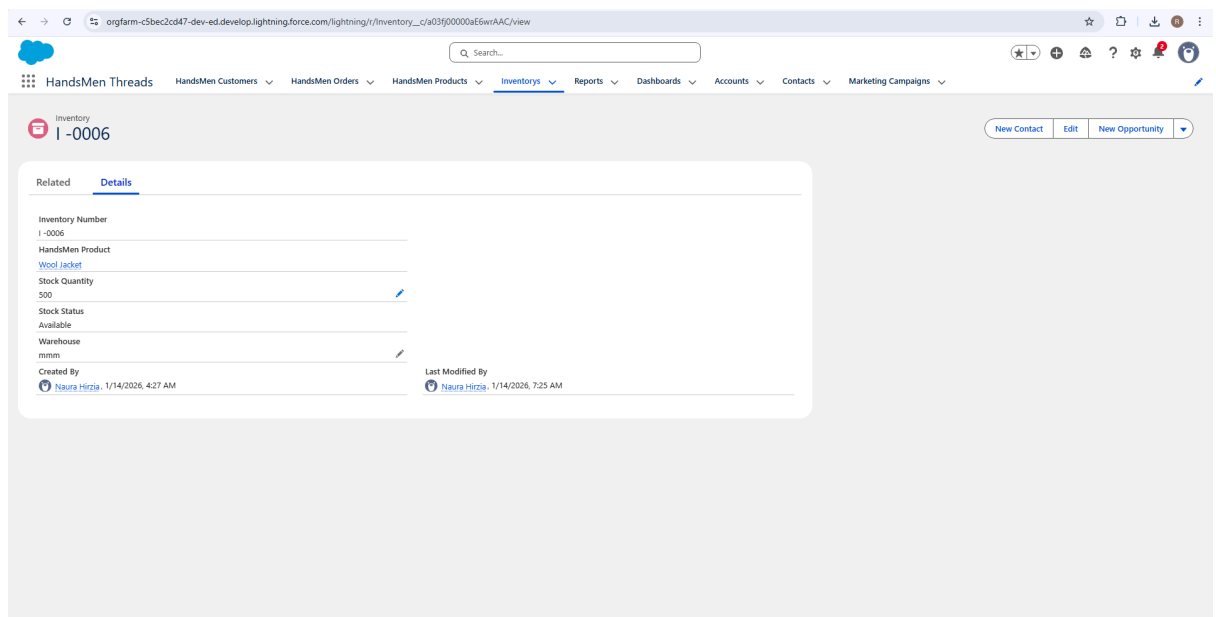 orgfarm-c5bec2cd47-dev-ed.develop.lightning.force.com/lightning/r/Inventory__c/a03fj00000aE6wrAAC/view
R
Search...
2
HandsMen Threads HandsMen Customers HandsMen Orders HandsMen Products Inventorys Reports Dashboards Accounts Contacts Marketing Campaigns
Inventory
I -0006
New Contact Edit New Opportunity
Related Details
Inventory Number
I -0006
HandsMen Product
Wool Jacket
Stock Quantity
500
Stock Status
Available
Warehouse
mmm
Created By Last Modified By
Naura Hirzia, 1/14/2026, 4:27 AM Naura Hirzia, 1/14/2026, 7:25 AM